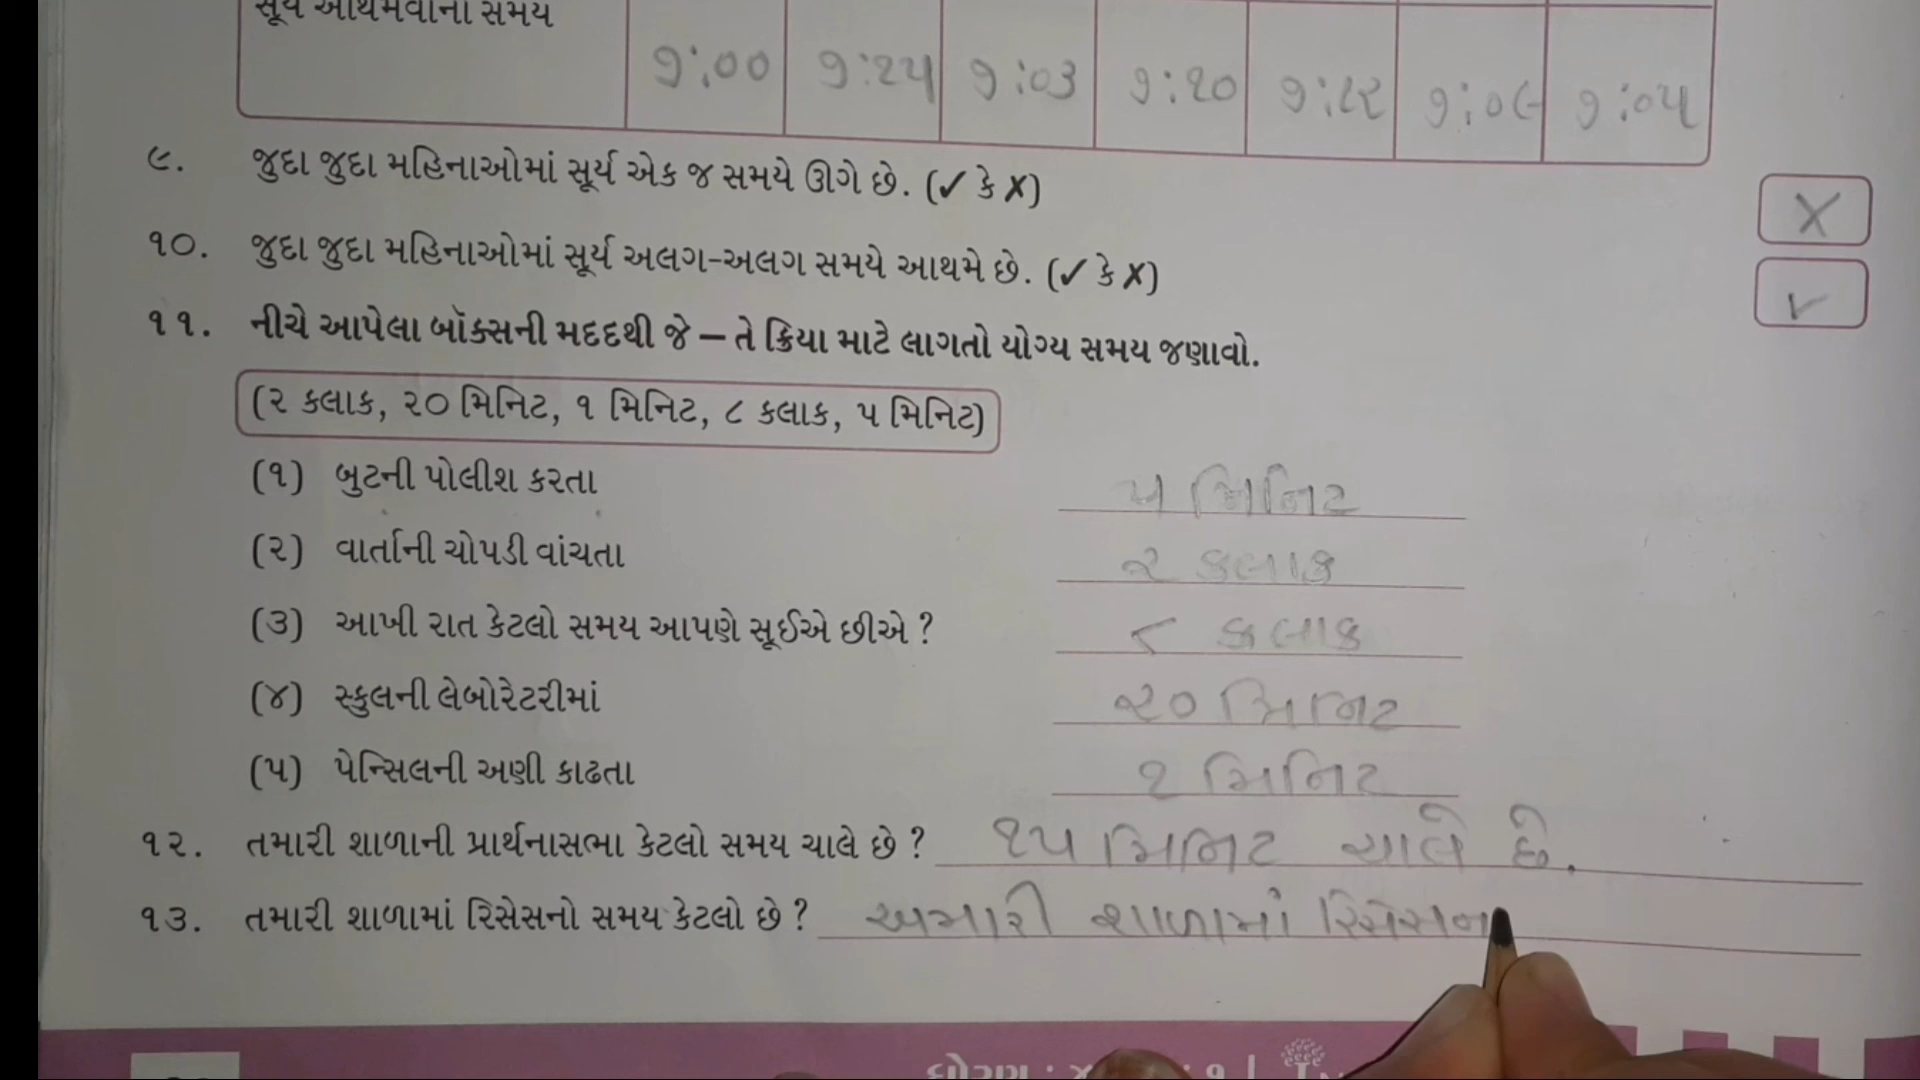 સૂર્ય આથમવાનો સમય
૭:૦૦ ૭:૨૫ ૭:૦૩ ૭:૨૦ ૭:૨૨ ૭:૦૯ ૭:૦૫
૯. જુદા જુદા મહિનાઓમાં સૂર્ય એક જ સમયે ઊગે છે. (✓ કે ✗) ✗
૧૦. જુદા જુદા મહિનાઓમાં સૂર્ય અલગ-અલગ સમયે આથમે છે. (✓ કે ✗) ✓
૧૧. નીચે આપેલા બૉક્સની મદદથી જે – તે ક્રિયા માટે લાગતો યોગ્ય સમય જણાવો.
(૨ કલાક, ૨૦ મિનિટ, ૧ મિનિટ, ૮ કલાક, ૫ મિનિટ)
(૧) બુટની પોલીશ કરતા ૫ મિનિટ
(૨) વાર્તાની ચોપડી વાંચતા ૨ કલાક
(૩) આખી રાત કેટલો સમય આપણે સૂઈએ છીએ ? ૮ કલાક
(૪) સ્કુલની લેબોરેટરીમાં ૨૦ મિનિટ
(૫) પેન્સિલની અણી કાઢતા ૧ મિનિટ
૧૨. તમારી શાળાની પ્રાર્થનાસભા કેટલો સમય ચાલે છે ? ૧૫ મિનિટ ચાલે છે.
૧૩. તમારી શાળામાં રિસેસનો સમય કેટલો છે ? અમારી શાળામાં રિસેસન